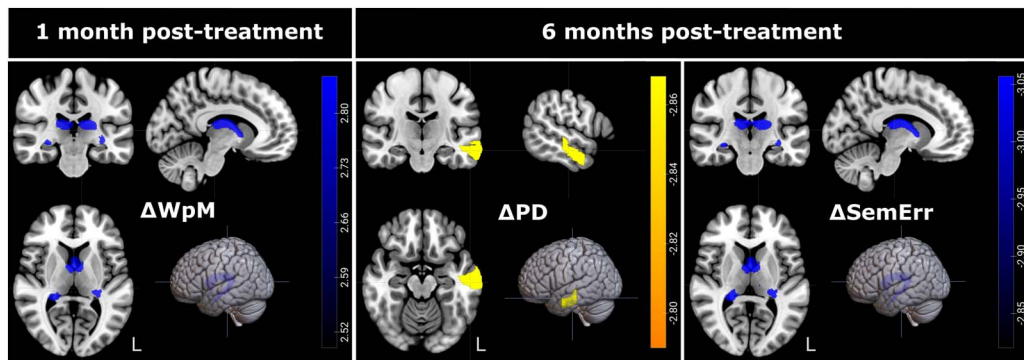 1 month post-treatment
6 months post-treatment
2.80
2.73
2.66
2.59
2.52
ΔWpM
L
-2.86
-2.84
-2.82
-2.80
ΔPD
-3.05
-3.00
-2.95
-2.90
-2.85
ΔSemErr
L